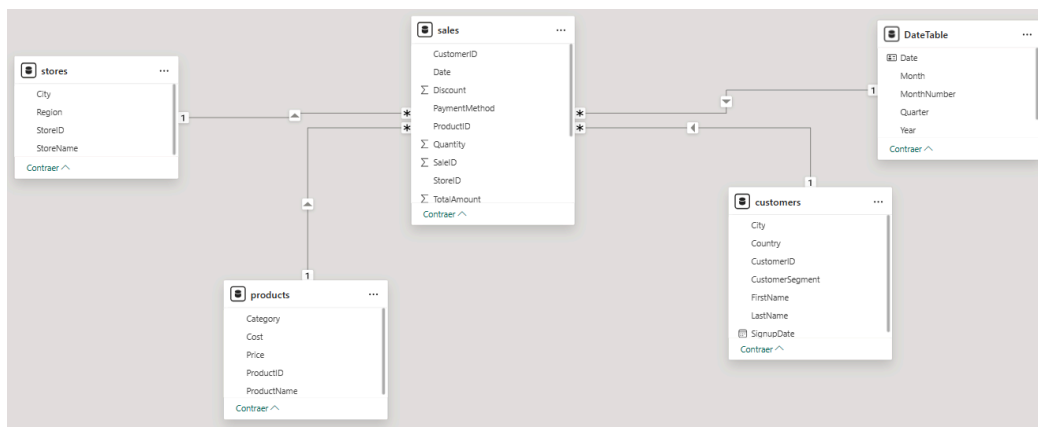 stores
...
City
Region
StoreID
StoreName
Contraer
1
sales
...
CustomerID
Date
Σ Discount
PaymentMethod
ProductID
Σ Quantity
Σ SaleID
StoreID
Σ TotalAmount
Contraer
*
*
*
*
DateTable
...
Date
Month
MonthNumber
Quarter
Year
Contraer
1
products
...
Category
Cost
Price
ProductID
ProductName
Contraer
1
customers
...
City
Country
CustomerID
CustomerSegment
FirstName
LastName
SignupDate
Contraer
1